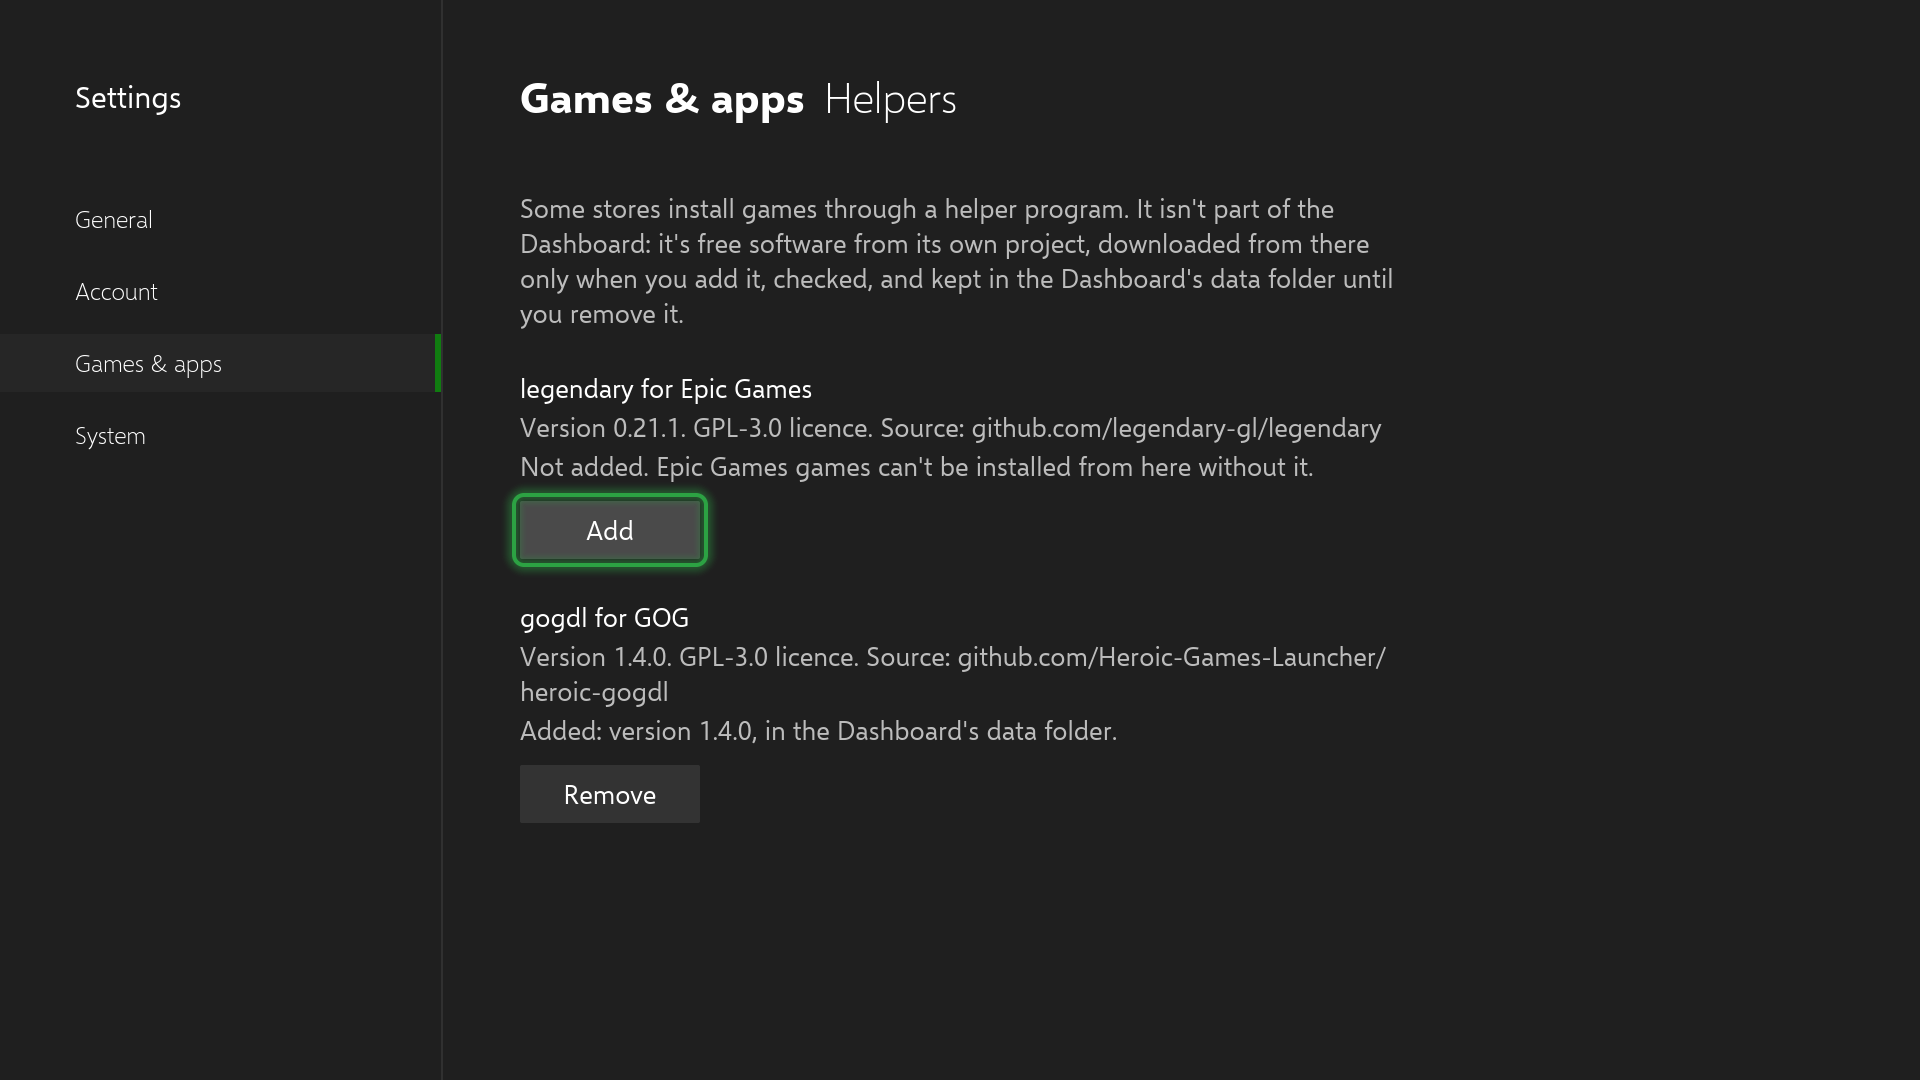 Settings
General
Account
Games & apps
System
Games & apps Helpers
Some stores install games through a helper program. It isn't part of the
Dashboard: it's free software from its own project, downloaded from there
only when you add it, checked, and kept in the Dashboard's data folder until
you remove it.
legendary for Epic Games
Version 0.21.1. GPL-3.0 licence. Source: github.com/legendary-gl/legendary
Not added. Epic Games games can't be installed from here without it.
Add
gogdl for GOG
Version 1.4.0. GPL-3.0 licence. Source: github.com/Heroic-Games-Launcher/
heroic-gogdl
Added: version 1.4.0, in the Dashboard's data folder.
Remove